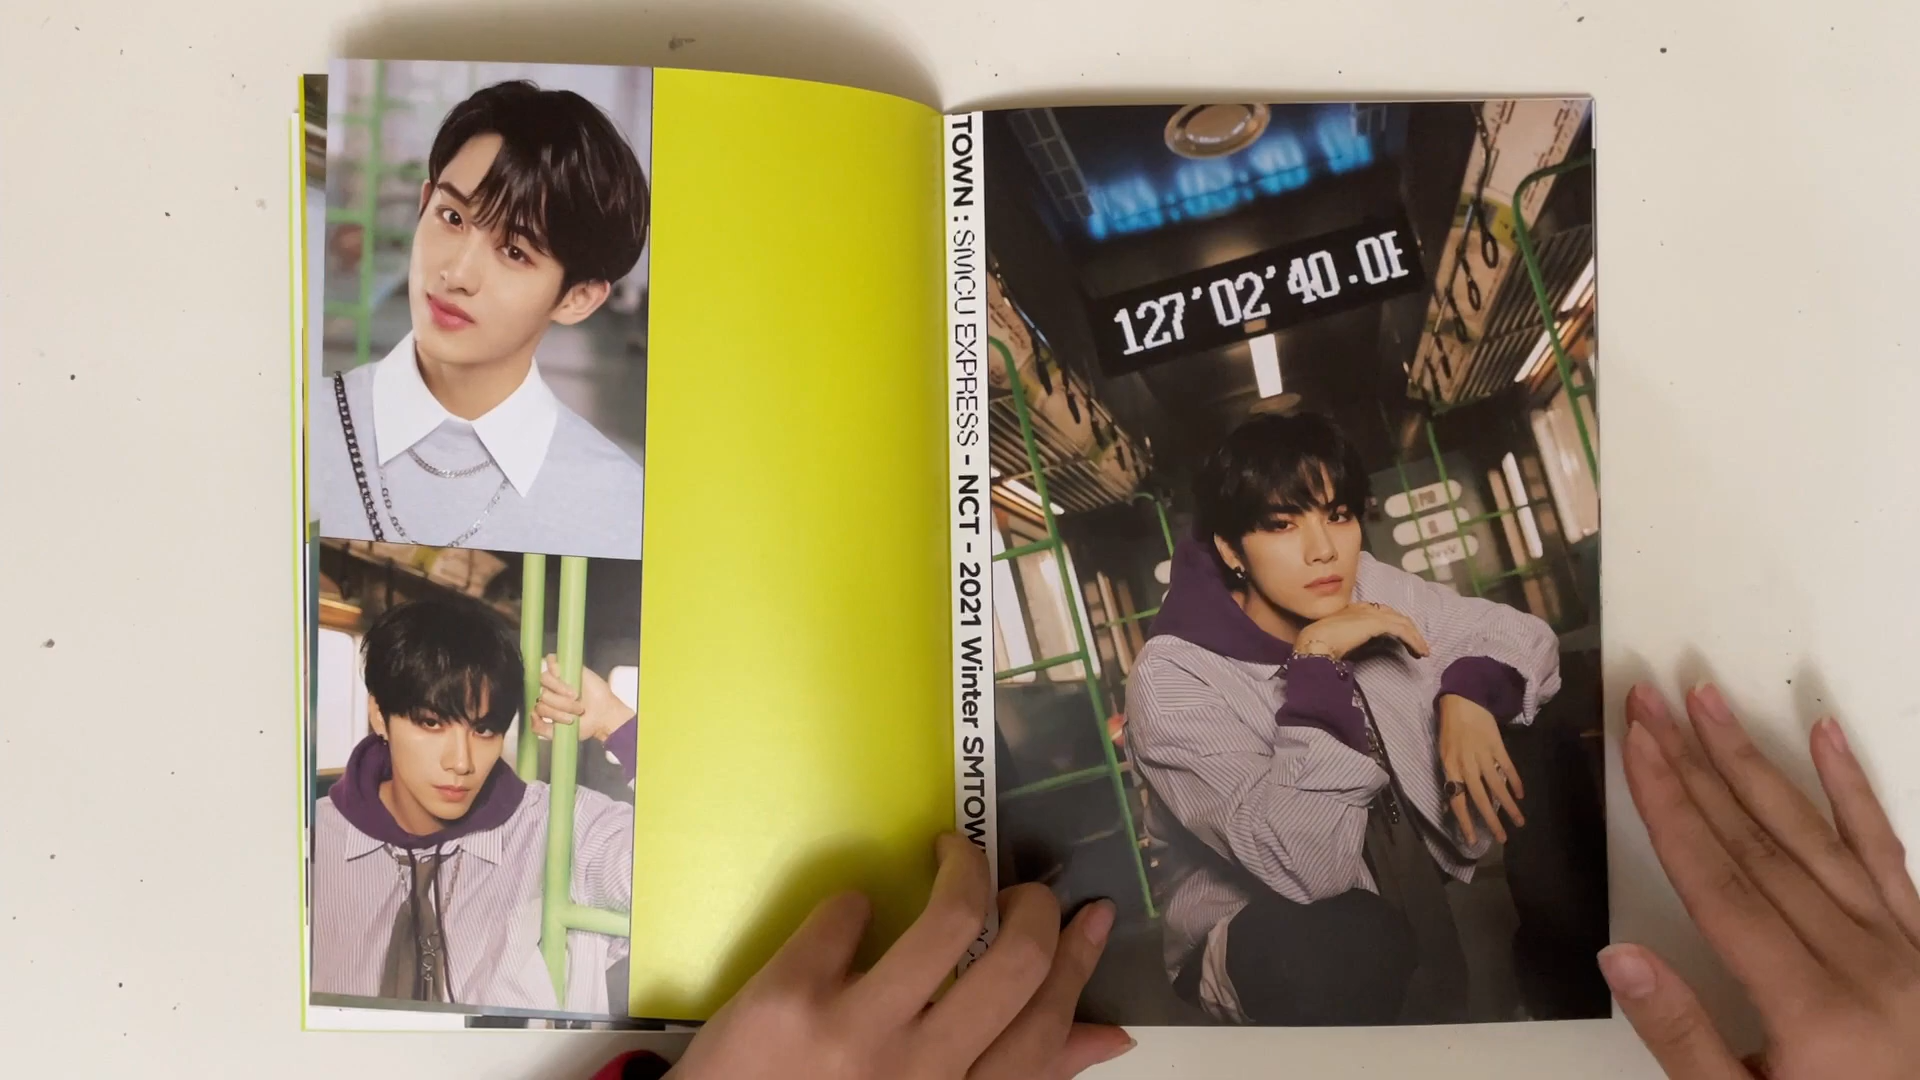 TOWN : SMCU EXPRESS - NCT - 2021 Winter SMTOW
127'02'40.0E